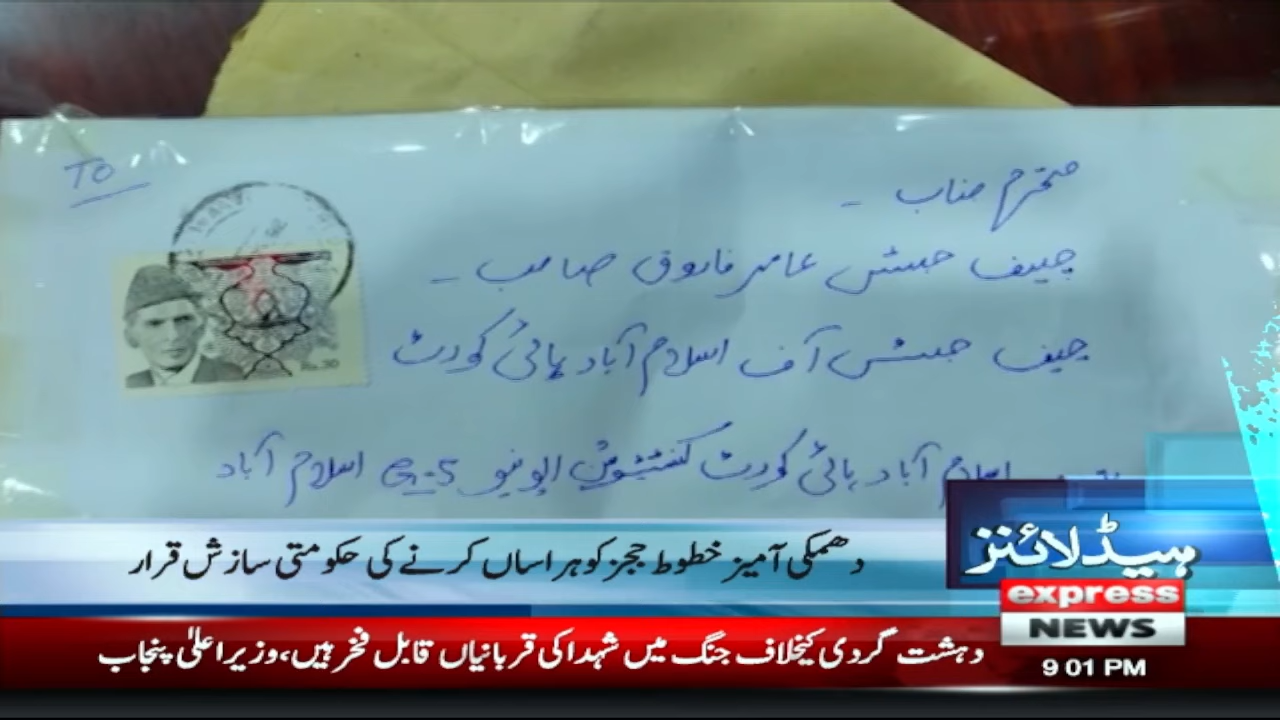 To
محترم جناب -
چیف جسٹس عامر فاروق صاحب -
Rs.30
چیف جسٹس آف اسلام آباد ہائی کورٹ
اسلام آباد ہائی کورٹ کنسٹیٹیوشن ایونیو G-5 اسلام آباد
دھمکی آمیز خطوط ججز کو ہراساں کرنے کی حکومتی سازش قرار
ہیڈلائنز
express
NEWS
دہشت گردی کیخلاف جنگ میں شہدا کی قربانیاں قابل فخر ہیں، وزیراعلیٰ پنجاب
9:01 PM